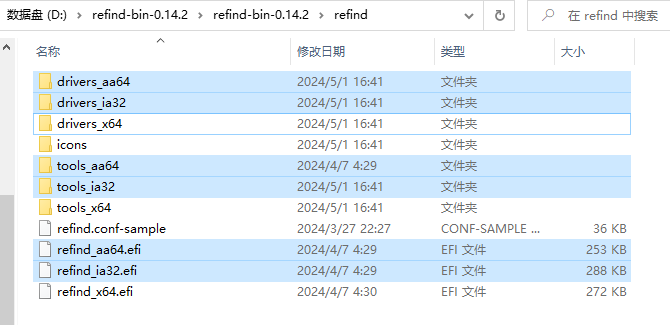 数据盘 (D:) > refind-bin-0.14.2 > refind-bin-0.14.2 > refind 在 refind 中搜索
名称 修改日期 类型 大小
drivers_aa64 2024/5/1 16:41 文件夹
drivers_ia32 2024/5/1 16:41 文件夹
drivers_x64 2024/5/1 16:41 文件夹
icons 2024/5/1 16:41 文件夹
tools_aa64 2024/4/7 4:29 文件夹
tools_ia32 2024/5/1 16:41 文件夹
tools_x64 2024/5/1 16:41 文件夹
refind.conf-sample 2024/3/27 22:27 CONF-SAMPLE ... 36 KB
refind_aa64.efi 2024/4/7 4:29 EFI 文件 253 KB
refind_ia32.efi 2024/4/7 4:29 EFI 文件 288 KB
refind_x64.efi 2024/4/7 4:30 EFI 文件 272 KB